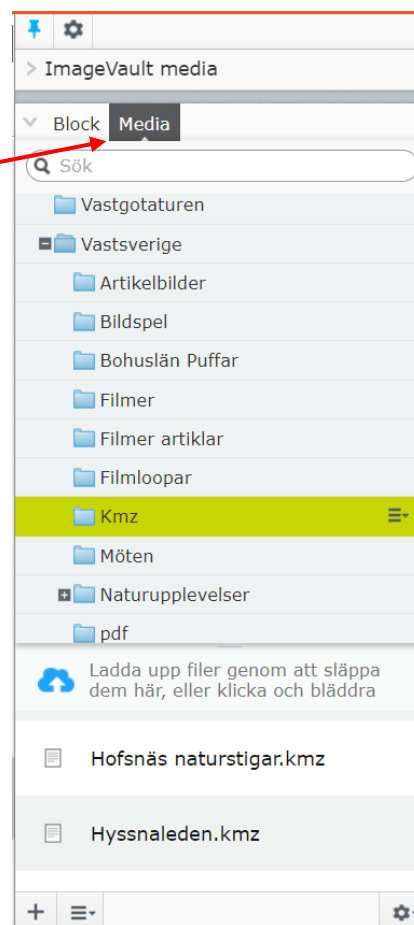 ImageVault media
Block Media
Sök
Vastgotaturen
Vastsverige
Artikelbilder
Bildspel
Bohuslän Puffar
Filmer
Filmer artiklar
Filmloopar
Kmz
Möten
Naturupplevelser
pdf
Ladda upp filer genom att släppa
dem här, eller klicka och bläddra
Hofsnäs naturstigar.kmz
Hyssnaleden.kmz